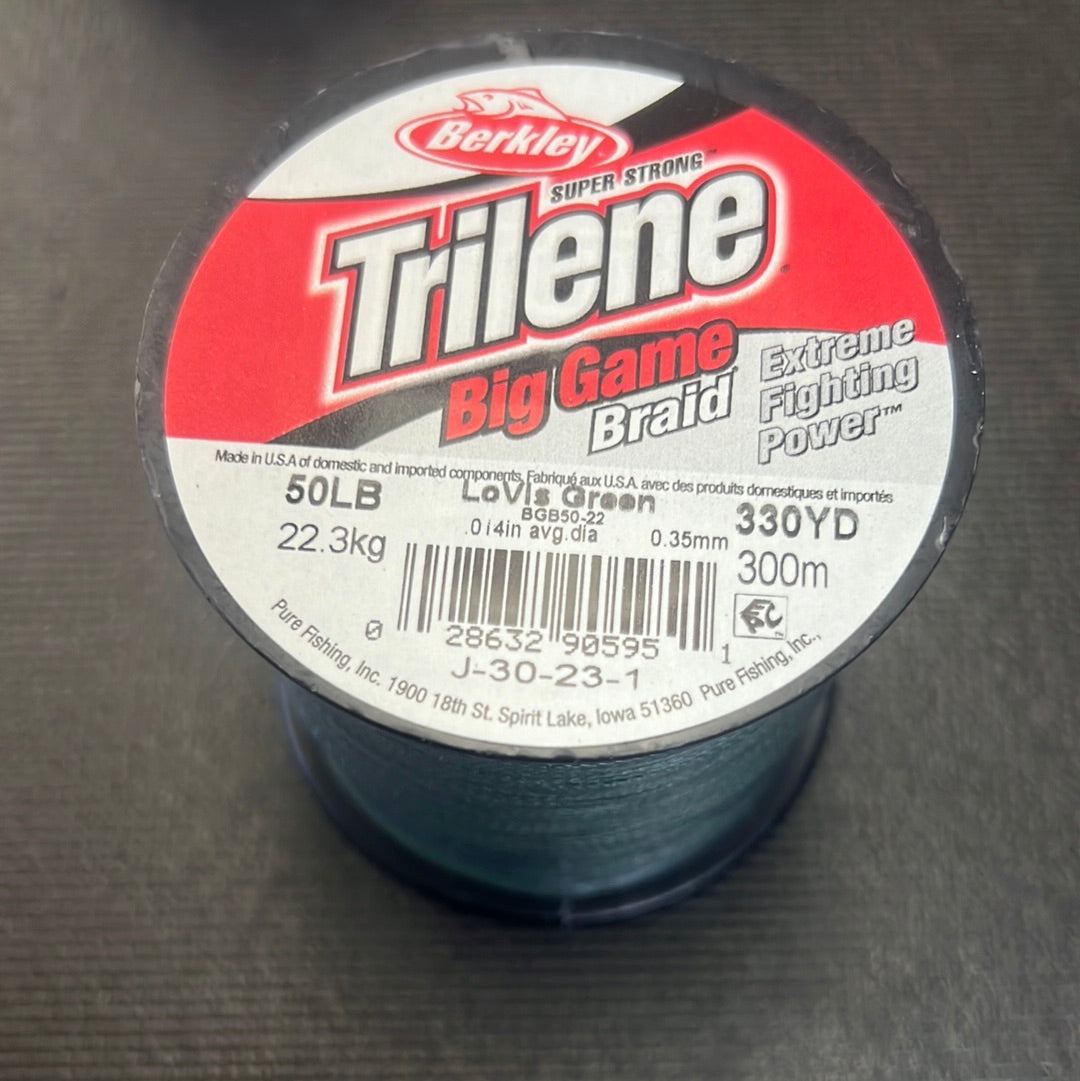 Berkley
SUPER STRONG™
Trilene®
Big Game
Braid
Extreme
Fighting
Power™
Made in U.S.A of domestic and imported components. Fabriqué aux U.S.A. avec des produits domestiques et importés
50LB LoVis Green 330YD
BGB50-22
22.3kg .014in avg.dia 0.35mm 300m
0 28632 90595 1
J-30-23-1
Pure Fishing, Inc. 1900 18th St. Spirit Lake, Iowa 51360 Pure Fishing, Inc.,